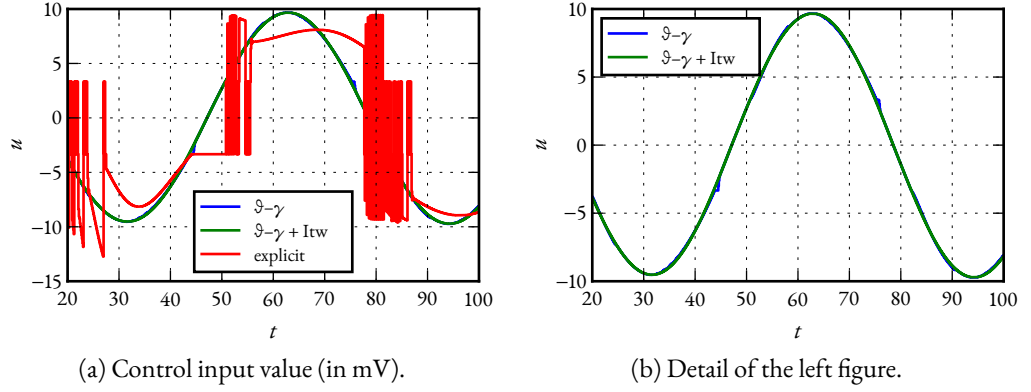 10
5
0
−5
−10
−15
u
ϑ–γ
ϑ–γ + Itw
explicit
20 30 40 50 60 70 80 90 100
t
(a) Control input value (in mV).
10
5
0
−5
−10
u
ϑ–γ
ϑ–γ + Itw
20 30 40 50 60 70 80 90 100
t
(b) Detail of the left figure.